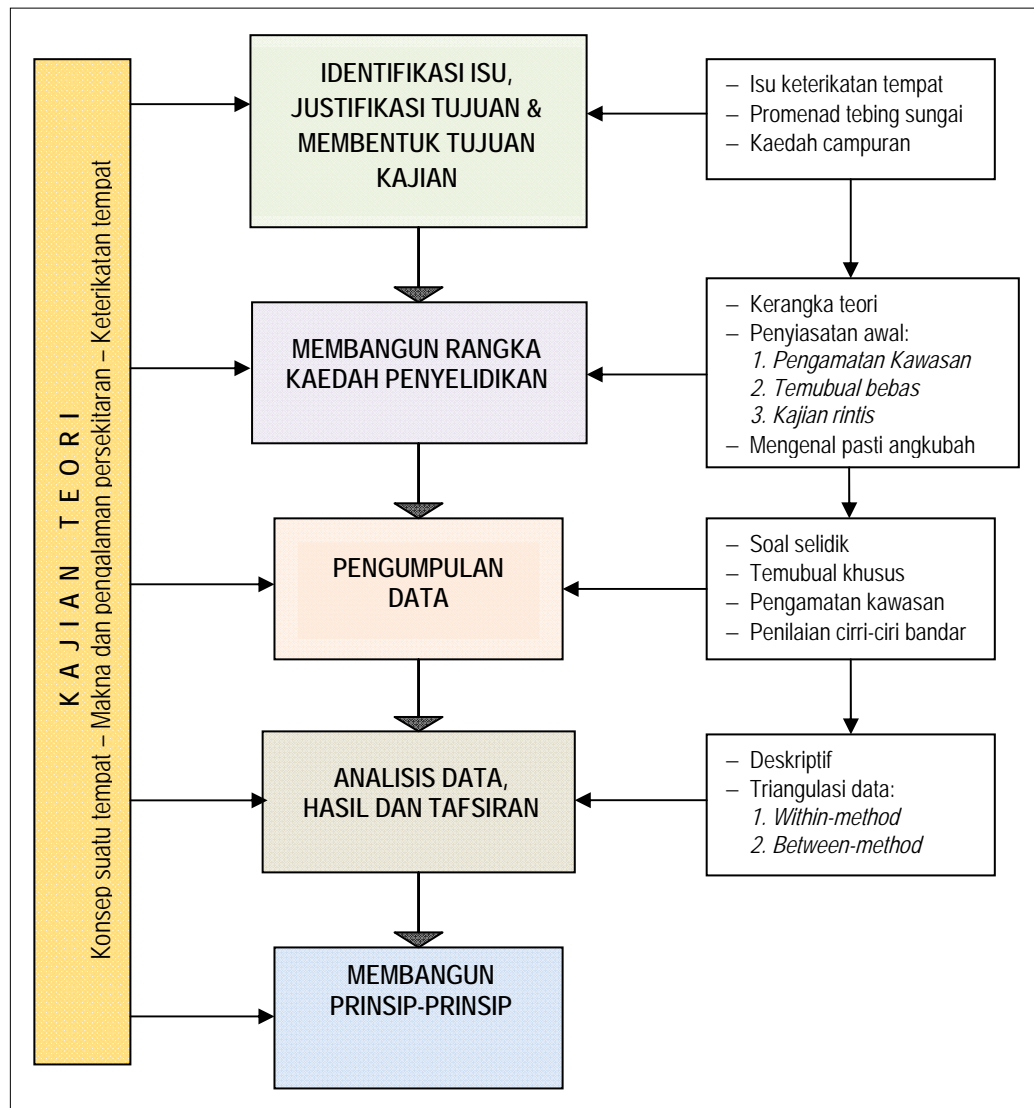 KAJIAN TEORI
Konsep suatu tempat – Makna dan pengalaman persekitaran – Keterikatan tempat
IDENTIFIKASI ISU,
JUSTIFIKASI TUJUAN &
MEMBENTUK TUJUAN
KAJIAN
– Isu keterikatan tempat
– Promenad tebing sungai
– Kaedah campuran
MEMBANGUN RANGKA
KAEDAH PENYELIDIKAN
– Kerangka teori
– Penyiasatan awal:
1. Pengamatan Kawasan
2. Temubual bebas
3. Kajian rintis
– Mengenal pasti angkubah
PENGUMPULAN
DATA
– Soal selidik
– Temubual khusus
– Pengamatan kawasan
– Penilaian cirri-ciri bandar
ANALISIS DATA,
HASIL DAN TAFSIRAN
– Deskriptif
– Triangulasi data:
1. Within-method
2. Between-method
MEMBANGUN
PRINSIP-PRINSIP